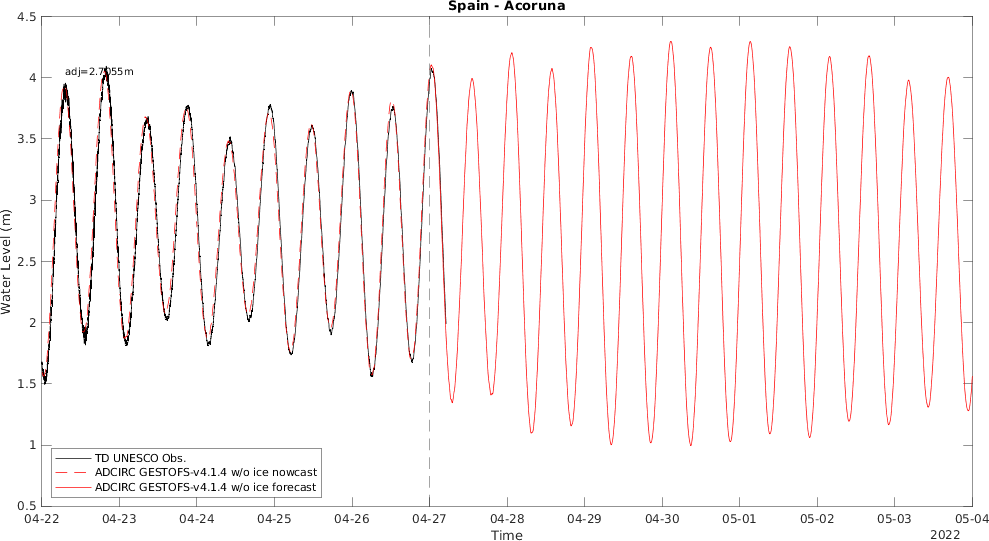 Spain - Acoruna
4.5
4
3.5
3
2.5
2
1.5
1
0.5
Water Level (m)
adj=2.7055m
TD UNESCO Obs.
ADCIRC GESTOFS-v4.1.4 w/o ice nowcast
ADCIRC GESTOFS-v4.1.4 w/o ice forecast
04-22 04-23 04-24 04-25 04-26 04-27 04-28 04-29 04-30 05-01 05-02 05-03 05-04
Time
2022